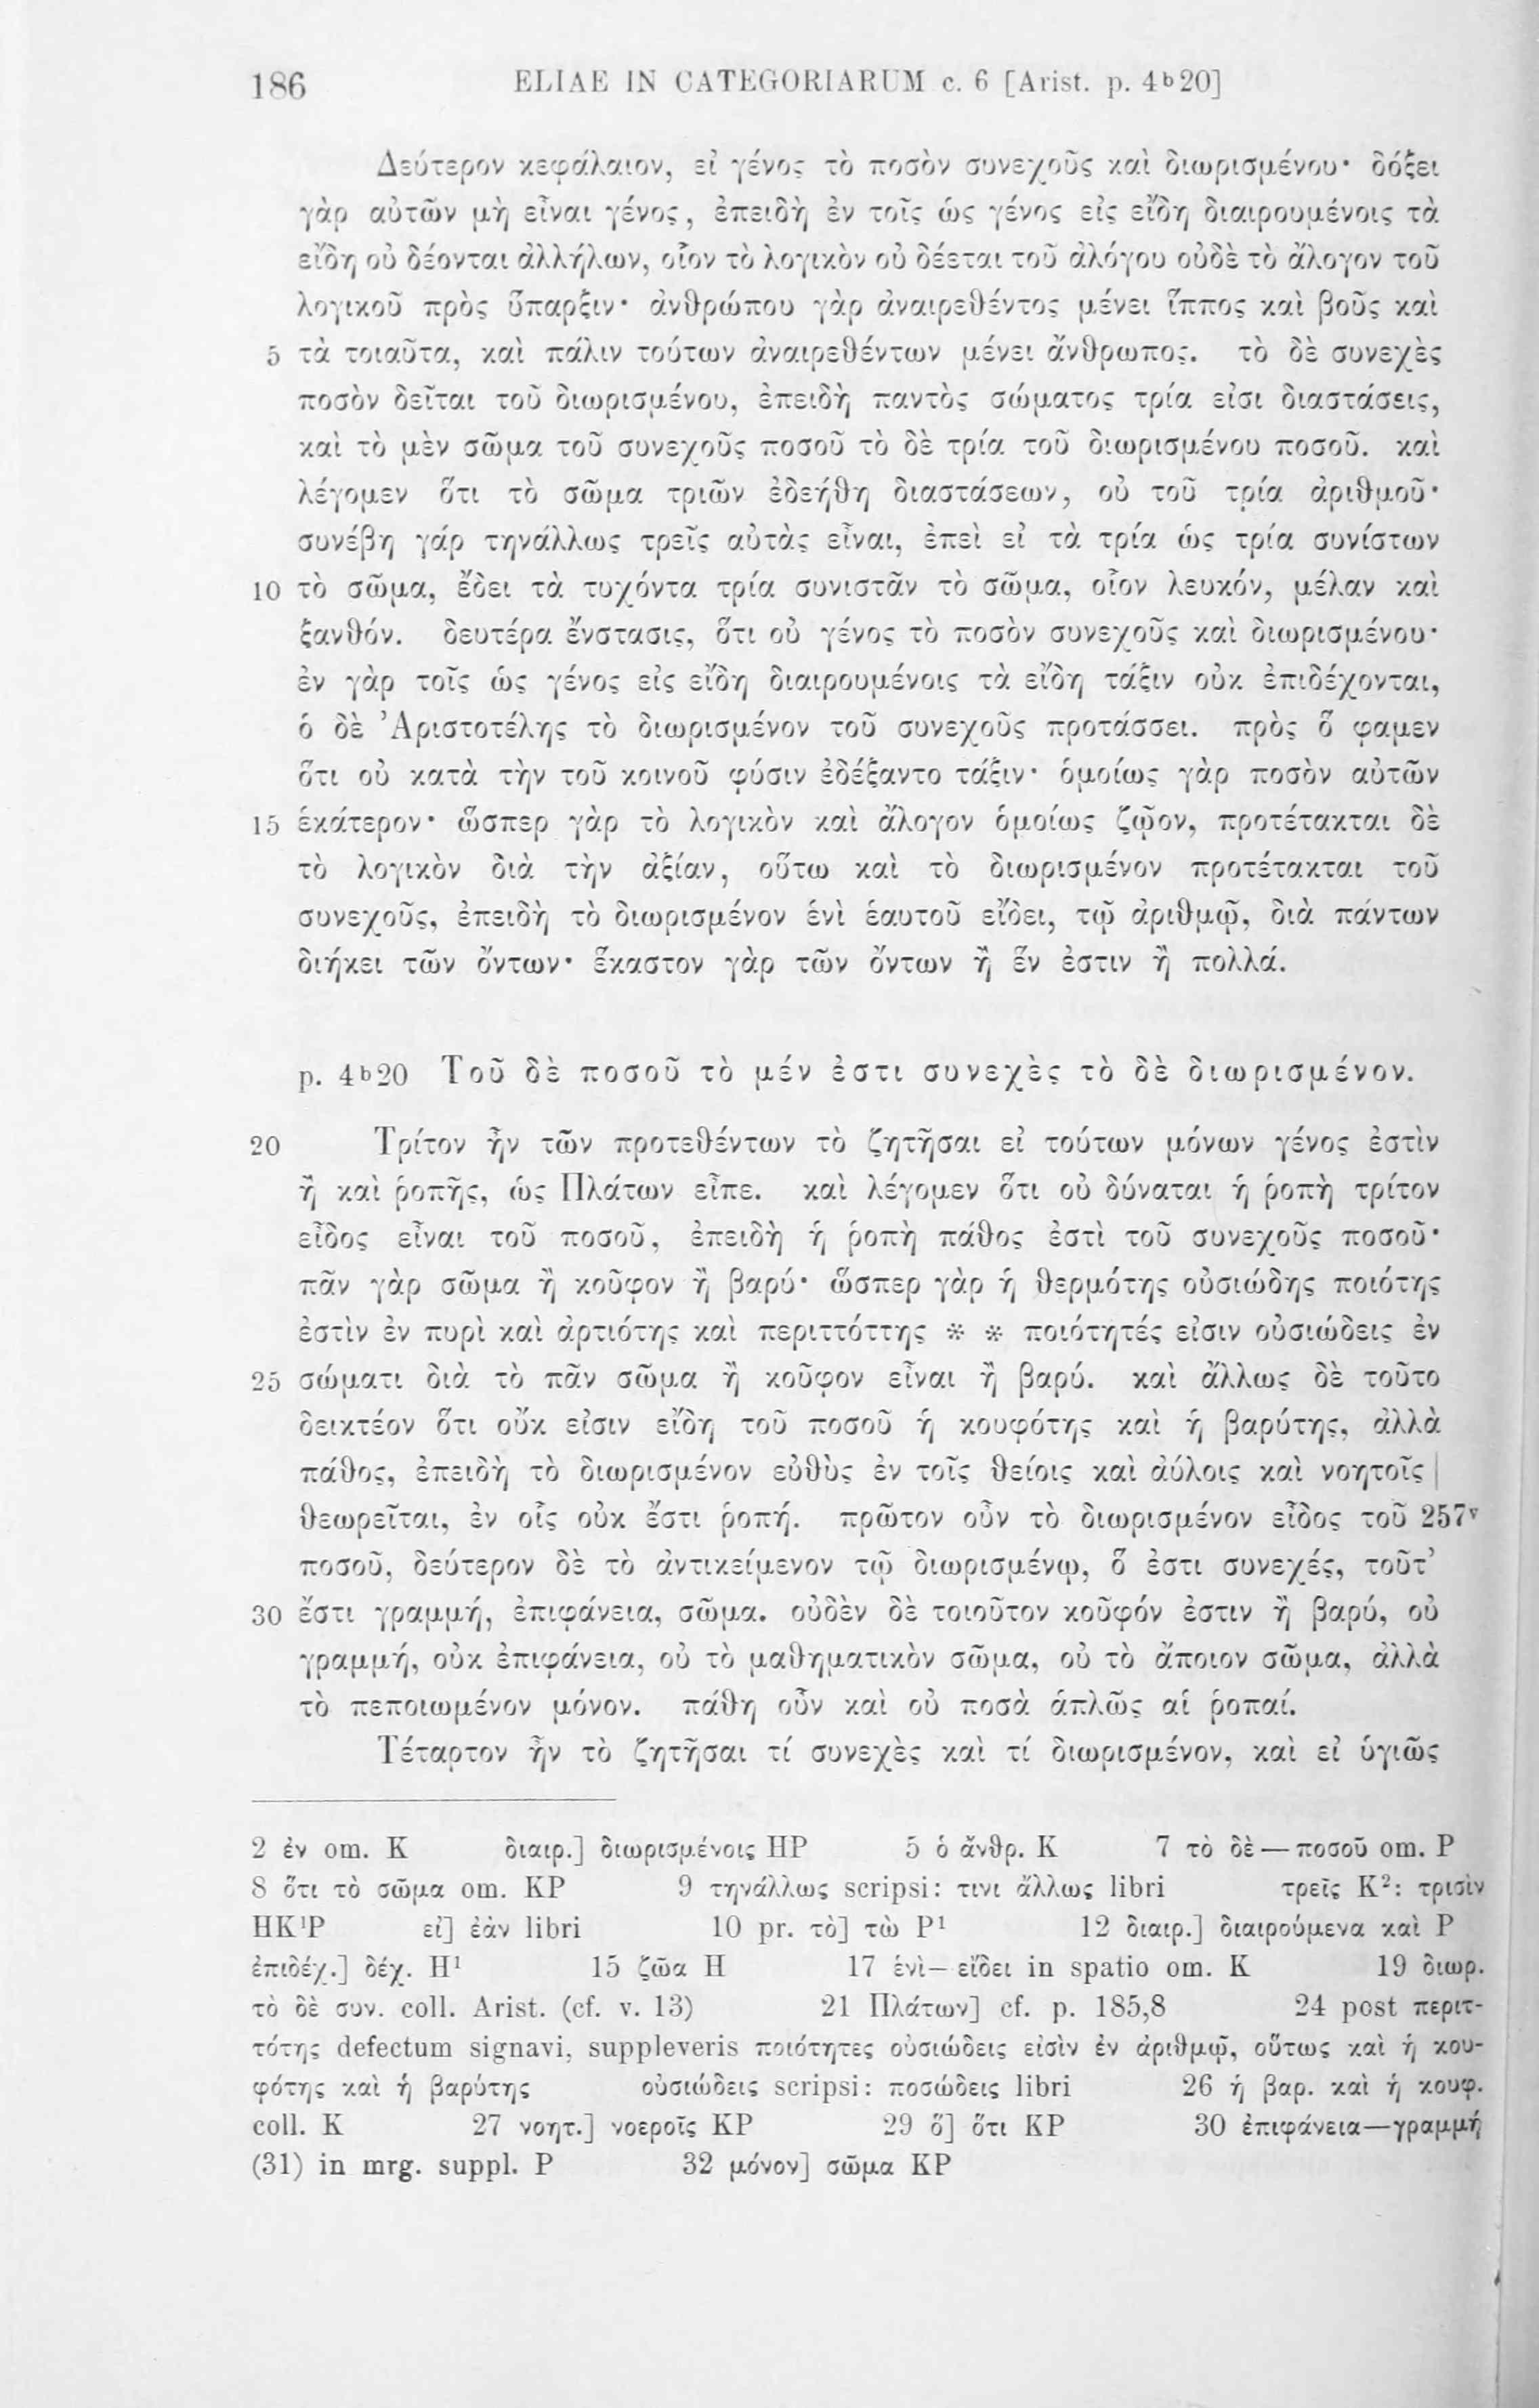 186 ELIAE IN CATEGORIARUM c. 6 [Arist. p. 4b20]
Δεύτερον κεφάλαιον, εἰ γένος τὸ ποσὸν συνεχοῦς καὶ διωρισμένου· δόξει
γὰρ αὐτῶν μὴ εἶναι γένος, ἐπειδὴ ἐν τοῖς ὡς γένος εἰς εἴδη διαιρουμένοις τὰ
εἴδη οὐ δέονται ἀλλήλων, οἷον τὸ λογικὸν οὐ δέεται τοῦ ἀλόγου οὐδὲ τὸ ἄλογον τοῦ
λογικοῦ πρὸς ὕπαρξιν· ἀνθρώπου γὰρ ἀναιρεθέντος μένει ἵππος καὶ βοῦς καὶ
5 τὰ τοιαῦτα, καὶ πάλιν τούτων ἀναιρεθέντων μένει ἄνθρωπος. τὸ δὲ συνεχὲς
ποσὸν δεῖται τοῦ διωρισμένου, ἐπειδὴ παντὸς σώματος τρία εἰσι διαστάσεις,
καὶ τὸ μὲν σῶμα τοῦ συνεχοῦς ποσοῦ τὸ δὲ τρία τοῦ διωρισμένου ποσοῦ. καὶ
λέγομεν ὅτι τὸ σῶμα τριῶν ἐδεήθη διαστάσεων, οὐ τοῦ τρία ἀριθμοῦ·
συνέβη γάρ τηνάλλως τρεῖς αὐτὰς εἶναι, ἐπεὶ εἰ τὰ τρία ὡς τρία συνίστων
10 τὸ σῶμα, ἔδει τὰ τυχόντα τρία συνιστᾶν τὸ σῶμα, οἷον λευκόν, μέλαν καὶ
ξανθόν. δευτέρα ἔνστασις, ὅτι οὐ γένος τὸ ποσὸν συνεχοῦς καὶ διωρισμένου·
ἐν γὰρ τοῖς ὡς γένος εἰς εἴδη διαιρουμένοις τὰ εἴδη τάξιν οὐκ ἐπιδέχονται,
ὁ δὲ Ἀριστοτέλης τὸ διωρισμένον τοῦ συνεχοῦς προτάσσει. πρὸς ὅ φαμεν
ὅτι οὐ κατὰ τὴν τοῦ κοινοῦ φύσιν ἐδέξαντο τάξιν· ὁμοίως γὰρ ποσὸν αὐτῶν
15 ἑκάτερον· ὥσπερ γὰρ τὸ λογικὸν καὶ ἄλογον ὁμοίως ζῷον, προτέτακται δὲ
τὸ λογικὸν διὰ τὴν ἀξίαν, οὕτω καὶ τὸ διωρισμένον προτέτακται τοῦ
συνεχοῦς, ἐπειδὴ τὸ διωρισμένον ἑνὶ ἑαυτοῦ εἴδει, τῷ ἀριθμῷ, διὰ πάντων
διήκει τῶν ὄντων· ἕκαστον γὰρ τῶν ὄντων ἢ ἕν ἐστιν ἢ πολλά.
p. 4b20 Τοῦ δὲ ποσοῦ τὸ μέν ἐστι συνεχὲς τὸ δὲ διωρισμένον.
20 Τρίτον ἦν τῶν προτεθέντων τὸ ζητῆσαι εἰ τούτων μόνων γένος ἐστὶν
ἢ καὶ ῥοπῆς, ὡς Πλάτων εἶπε. καὶ λέγομεν ὅτι οὐ δύναται ἡ ῥοπὴ τρίτον
εἶδος εἶναι τοῦ ποσοῦ, ἐπειδὴ ἡ ῥοπὴ πάθος ἐστὶ τοῦ συνεχοῦς ποσοῦ·
πᾶν γὰρ σῶμα ἢ κοῦφον ἢ βαρύ· ὥσπερ γὰρ ἡ θερμότης οὐσιώδης ποιότης
ἐστὶν ἐν πυρὶ καὶ ἀρτιότης καὶ περιττότης * * ποιότητές εἰσιν οὐσιώδεις ἐν
25 σώματι διὰ τὸ πᾶν σῶμα ἢ κοῦφον εἶναι ἢ βαρύ. καὶ ἄλλως δὲ τοῦτο
δεικτέον ὅτι οὔκ εἰσιν εἴδη τοῦ ποσοῦ ἡ κουφότης καὶ ἡ βαρύτης, ἀλλὰ
πάθος, ἐπειδὴ τὸ διωρισμένον εὐθὺς ἐν τοῖς θείοις καὶ ἀύλοις καὶ νοητοῖς |
θεωρεῖται, ἐν οἷς οὐκ ἔστι ῥοπή. πρῶτον οὖν τὸ διωρισμένον εἶδος τοῦ 257v
ποσοῦ, δεύτερον δὲ τὸ ἀντικείμενον τῷ διωρισμένῳ, ὅ ἐστι συνεχές, τοῦτ’
30 ἔστι γραμμή, ἐπιφάνεια, σῶμα. οὐδὲν δὲ τοιοῦτον κοῦφόν ἐστιν ἢ βαρύ, οὐ
γραμμή, οὐκ ἐπιφάνεια, οὐ τὸ μαθηματικὸν σῶμα, οὐ τὸ ἄποιον σῶμα, ἀλλὰ
τὸ πεποιωμένον μόνον. πάθη οὖν καὶ οὐ ποσὰ ἁπλῶς αἱ ῥοπαί.
Τέταρτον ἦν τὸ ζητῆσαι τί συνεχὲς καὶ τί διωρισμένον, καὶ εἰ ὑγιῶς
2 ἐν om. K διαιρ.] διωρισμένοις HP 5 ὁ ἄνθρ. K 7 τὸ δὲ — ποσοῦ om. P
8 ὅτι τὸ σῶμα om. KP 9 τηνάλλως scripsi: τινι ἄλλως libri τρεῖς K2: τρισὶν
HK1P εἰ] ἐὰν libri 10 pr. τὸ] τὼ P1 12 διαιρ.] διαιρούμενα καὶ P
ἐπιδέχ.] δέχ. H1 15 ζῶα H 17 ἑνὶ—εἴδει in spatio om. K 19 διωρ.
τὸ δὲ συν. coll. Arist. (cf. v. 13) 21 Πλάτων] cf. p. 185,8 24 post περιτ-
τότης defectum signavi, suppleveris ποιότητες οὐσιώδεις εἰσὶν ἐν ἀριθμῷ, οὕτως καὶ ἡ κου-
φότης καὶ ἡ βαρύτης οὐσιώδεις scripsi: ποσώδεις libri 26 ἡ βαρ. καὶ ἡ κουφ.
coll. K 27 νοητ.] νοεροῖς KP 29 ὅ] ὅτι KP 30 ἐπιφάνεια—γραμμή
(31) in mrg. suppl. P 32 μόνον] σῶμα KP